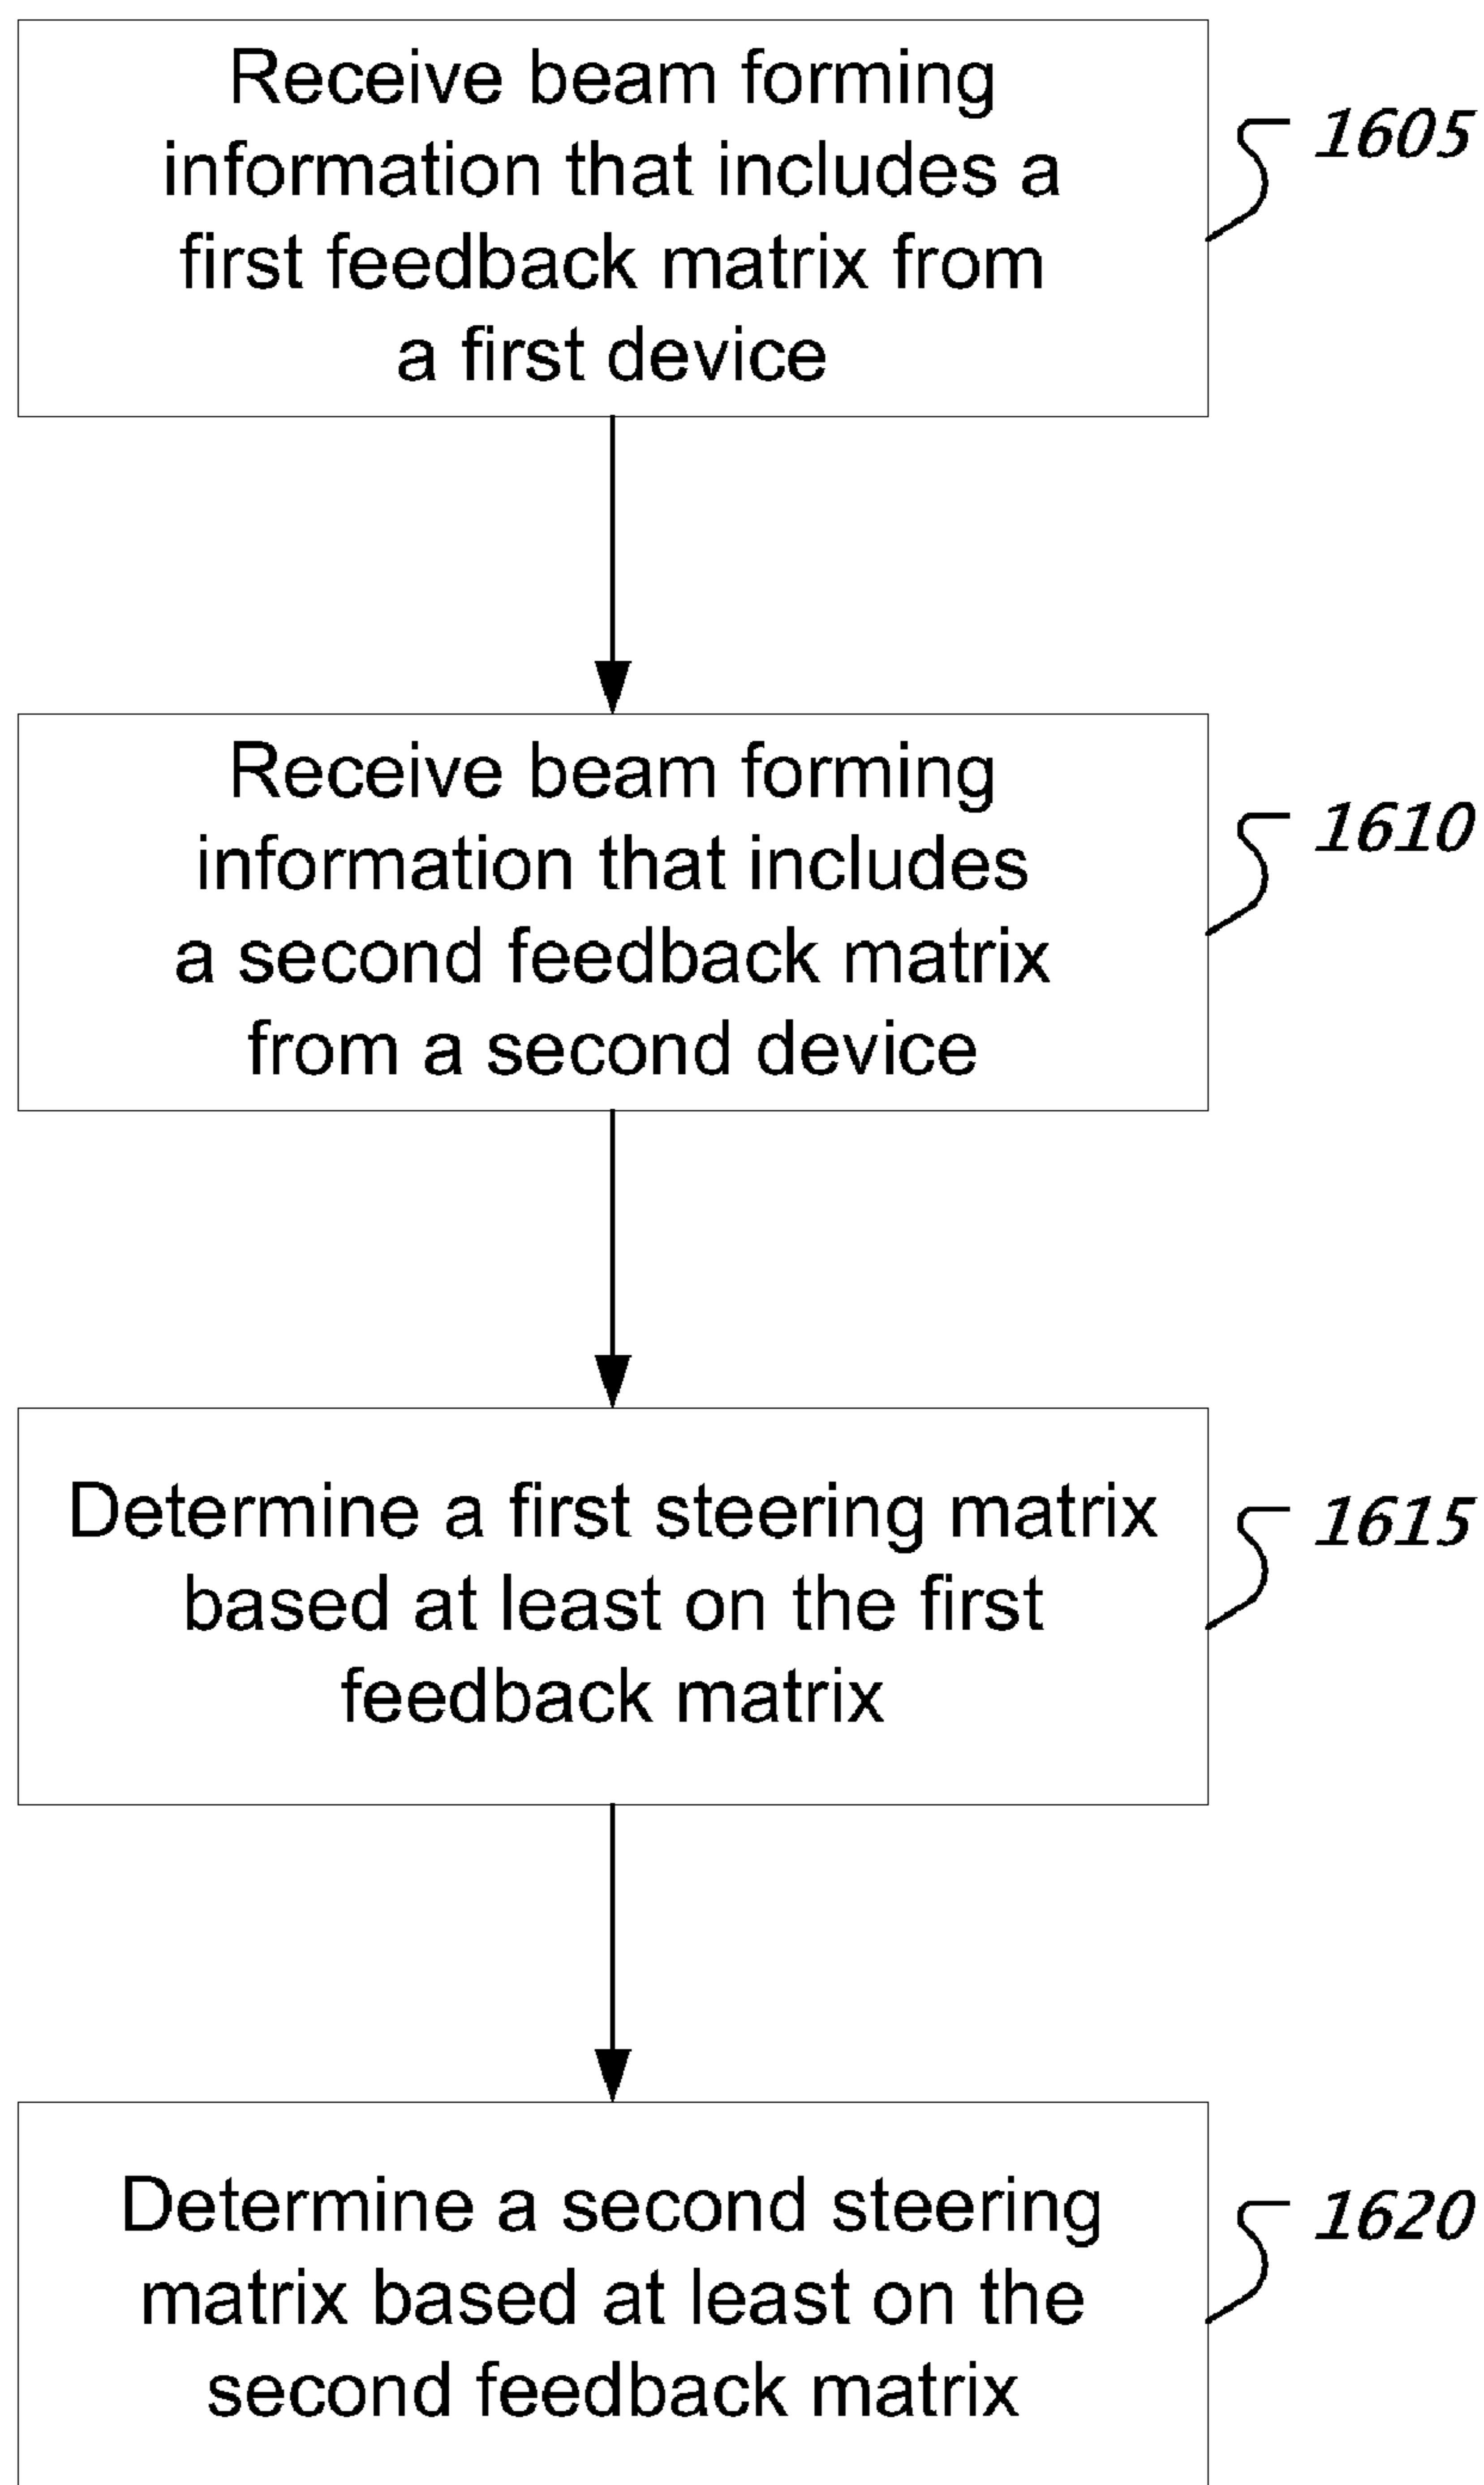 Receive beam forming
information that includes a
first feedback matrix from
a first device
1605
Receive beam forming
information that includes
a second feedback matrix
from a second device
1610
Determine a first steering matrix
based at least on the first
feedback matrix
1615
Determine a second steering
matrix based at least on the
second feedback matrix
1620